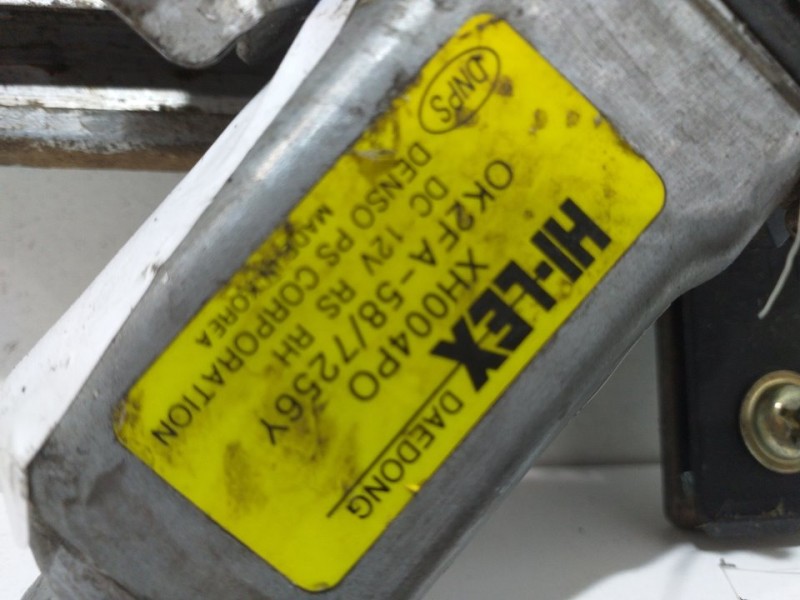 HI-LEX DAEDONG
XH004PO
OK2FA-58/7256Y
DC 12V RS RH
DENSO PS CORPORATION
MADE IN KOREA
DNPS